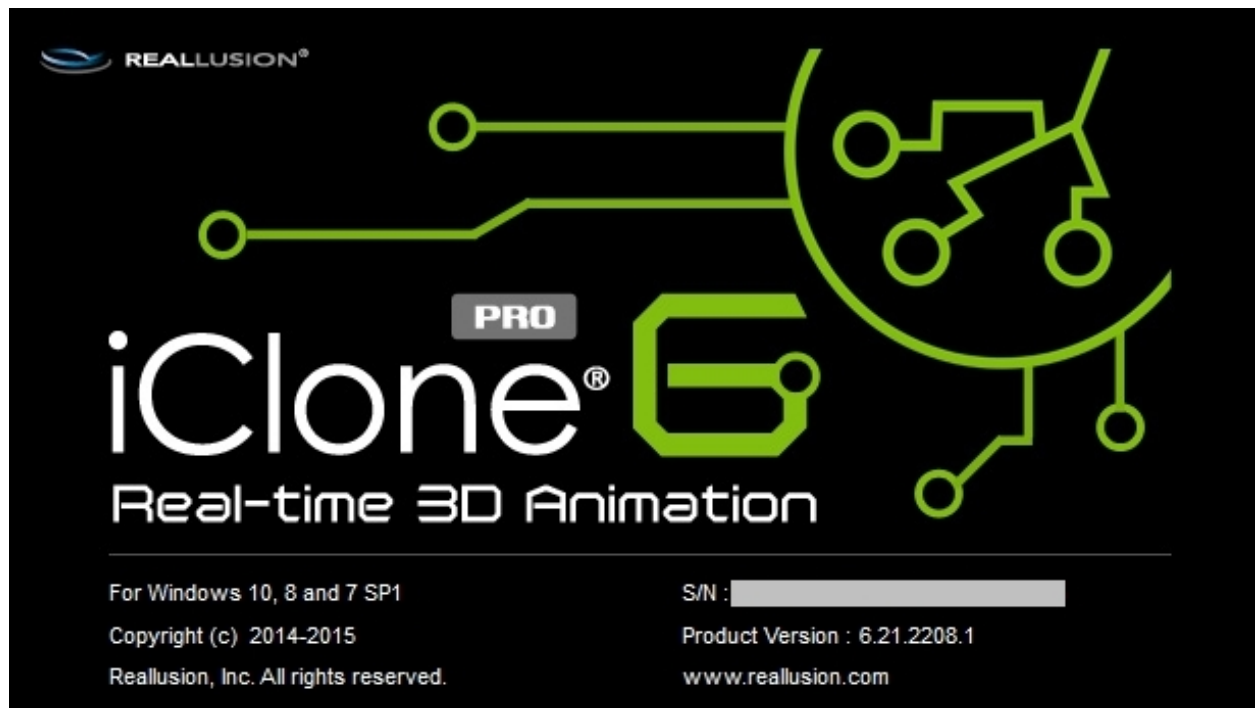 REALLUSION®
PRO
iClone® 6
Real-time 3D Animation
For Windows 10, 8 and 7 SP1
S/N :
Copyright (c) 2014-2015
Product Version : 6.21.2208.1
Reallusion, Inc. All rights reserved.
www.reallusion.com